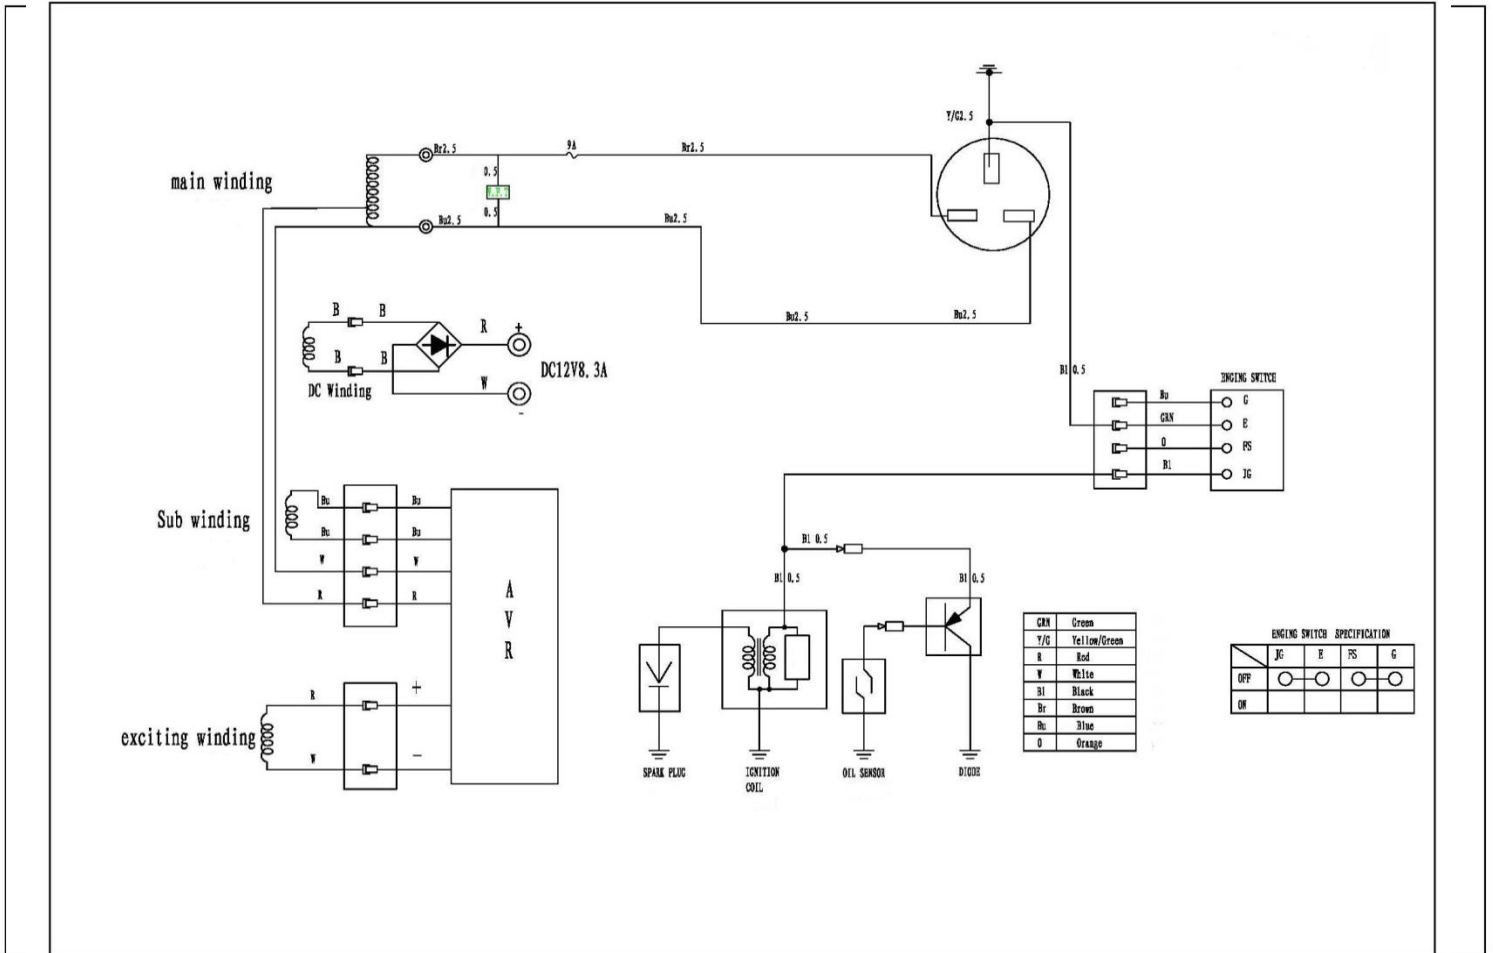 Y/G2.5
main winding
Br2.5
9A
Br2.5
0.5
0.5
Bu2.5
Bu2.5
Bu2.5
Bu2.5
B
B
R
+
B
B
W
DC12V8.3A
DC Winding
-
Bl 0.5
ENGING SWITCH
Bu
G
GRN
E
O
FS
Bl
JG
Sub winding
Bu
Bu
Bu
Bu
W
W
R
R
A
V
R
Bl 0.5
Bl 0.5
Bl 0.5
exciting winding
R
+
W
-
SPARK PLUG
IGNITION
COIL
OIL SENSOR
DIODE
GRN Green
Y/G Yellow/Green
R Red
W White
Bl Black
Br Brown
Bu Blue
O Orange
ENGING SWITCH SPECIFICATION
JG E FS G
OFF
ON